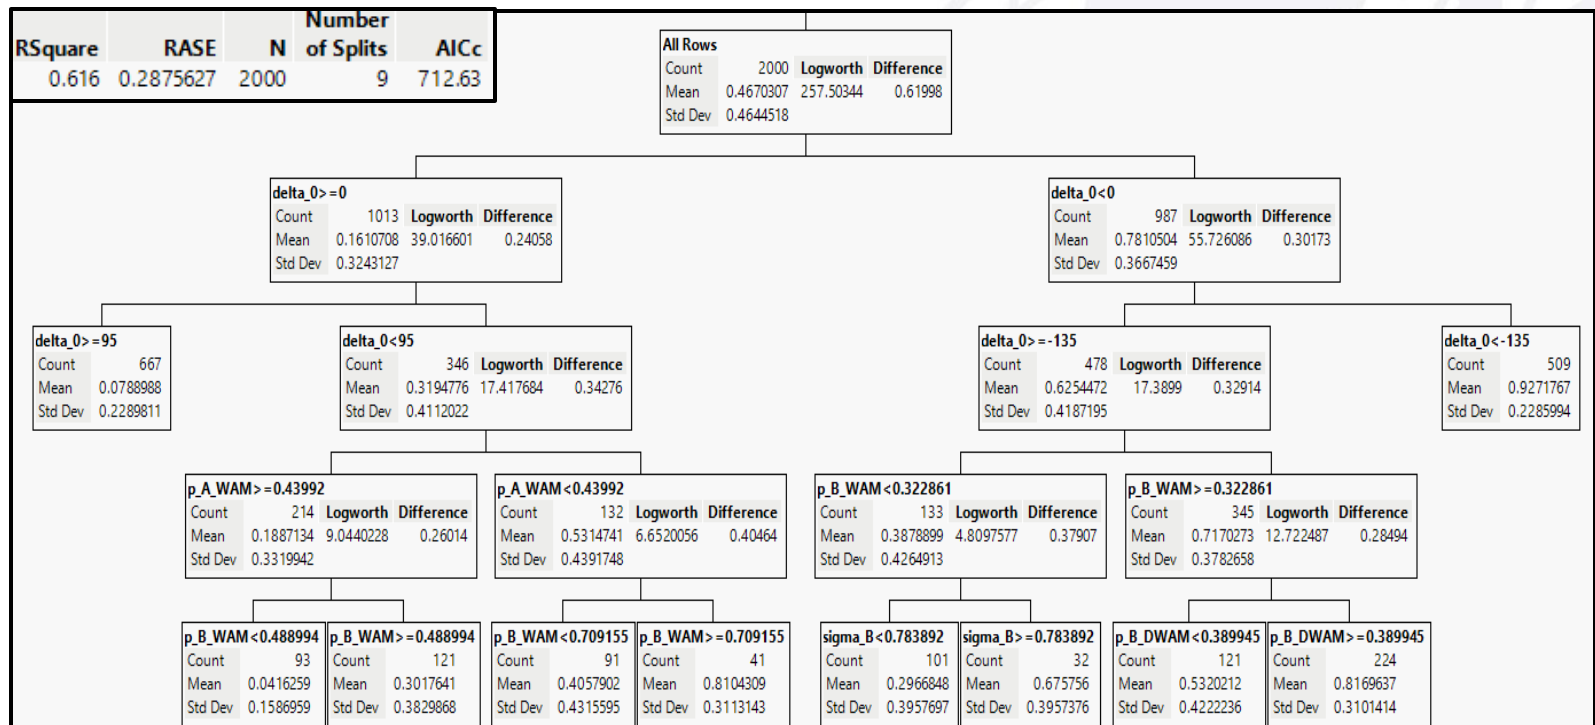 Number
RSquare RASE N of Splits AICc
0.616 0.2875627 2000 9 712.63
All Rows
Count 2000 Logworth Difference
Mean 0.4670307 257.50344 0.61998
Std Dev 0.4644518
delta_0>=0
Count 1013 Logworth Difference
Mean 0.1610708 39.016601 0.24058
Std Dev 0.3243127
delta_0<0
Count 987 Logworth Difference
Mean 0.7810504 55.726086 0.30173
Std Dev 0.3667459
delta_0>=95
Count 667
Mean 0.0788988
Std Dev 0.2289811
delta_0<95
Count 346 Logworth Difference
Mean 0.3194776 17.417684 0.34276
Std Dev 0.4112022
delta_0>=-135
Count 478 Logworth Difference
Mean 0.6254472 17.3899 0.32914
Std Dev 0.4187195
delta_0<-135
Count 509
Mean 0.9271767
Std Dev 0.2285994
p_A_WAM>=0.43992
Count 214 Logworth Difference
Mean 0.1887134 9.0440228 0.26014
Std Dev 0.3319942
p_A_WAM<0.43992
Count 132 Logworth Difference
Mean 0.5314741 6.6520056 0.40464
Std Dev 0.4391748
p_B_WAM<0.322861
Count 133 Logworth Difference
Mean 0.3878899 4.8097577 0.37907
Std Dev 0.4264913
p_B_WAM>=0.322861
Count 345 Logworth Difference
Mean 0.7170273 12.722487 0.28494
Std Dev 0.3782658
p_B_WAM<0.488994
Count 93
Mean 0.0416259
Std Dev 0.1586959
p_B_WAM>=0.488994
Count 121
Mean 0.3017641
Std Dev 0.3829868
p_B_WAM<0.709155
Count 91
Mean 0.4057902
Std Dev 0.4315595
p_B_WAM>=0.709155
Count 41
Mean 0.8104309
Std Dev 0.3113143
sigma_B<0.783892
Count 101
Mean 0.2966848
Std Dev 0.3957697
sigma_B>=0.783892
Count 32
Mean 0.675756
Std Dev 0.3957376
p_B_DWAM<0.389945
Count 121
Mean 0.5320212
Std Dev 0.4222236
p_B_DWAM>=0.389945
Count 224
Mean 0.8169637
Std Dev 0.3101414